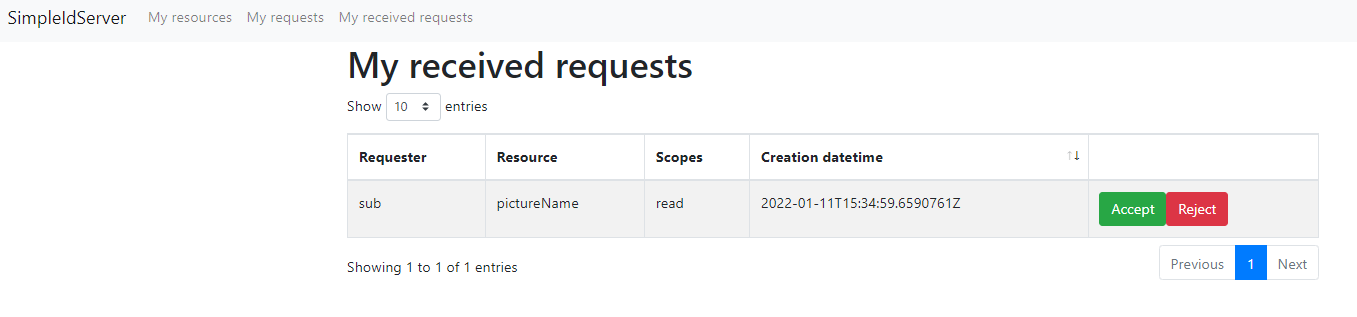 SimpleIdServer My resources My requests My received requests
My received requests
Show 10 entries
Requester Resource Scopes Creation datetime
sub pictureName read 2022-01-11T15:34:59.6590761Z Accept Reject
Showing 1 to 1 of 1 entries Previous 1 Next